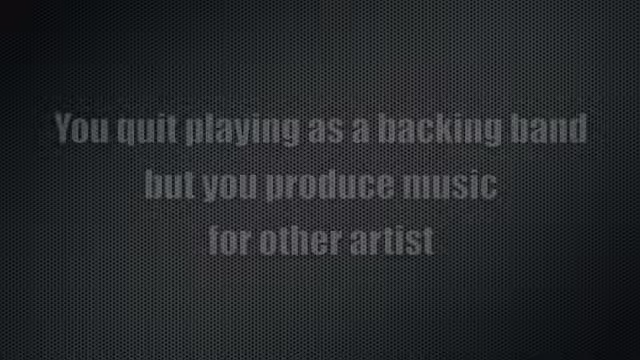 You quit playing as a backing band
but you produce music
for other artist